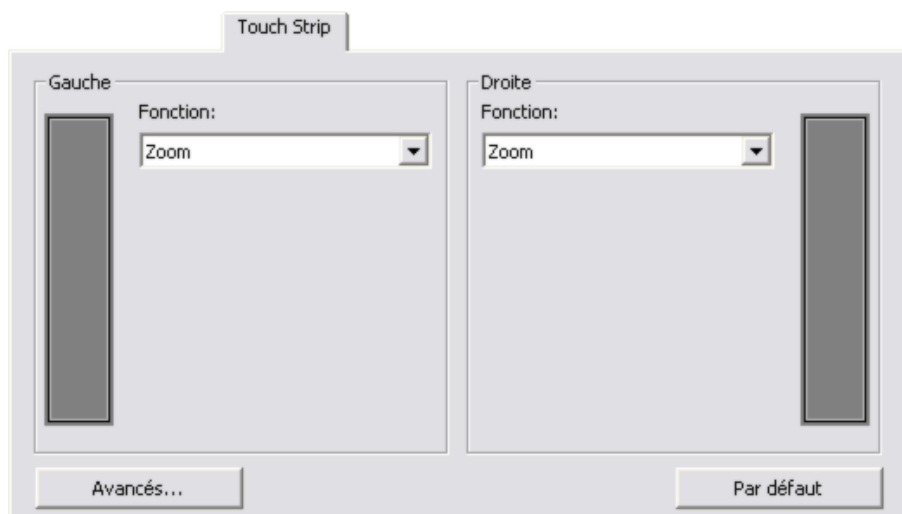 Touch Strip
Gauche
Fonction:
Zoom
Droite
Fonction:
Zoom
Avancés...
Par défaut